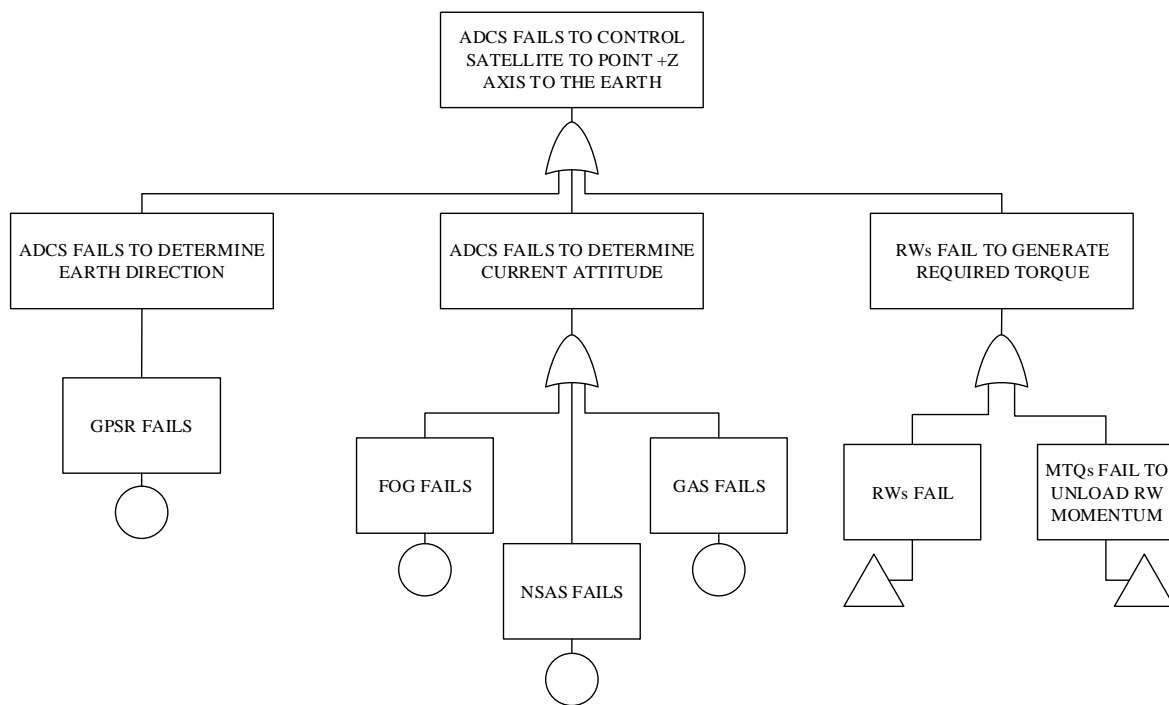 ADCS FAILS TO CONTROL
SATELLITE TO POINT +Z
AXIS TO THE EARTH
ADCS FAILS TO DETERMINE
EARTH DIRECTION
ADCS FAILS TO DETERMINE
CURRENT ATTITUDE
RWs FAIL TO GENERATE
REQUIRED TORQUE
GPSR FAILS
FOG FAILS
GAS FAILS
RWs FAIL
MTQs FAIL TO
UNLOAD RW
MOMENTUM
NSAS FAILS